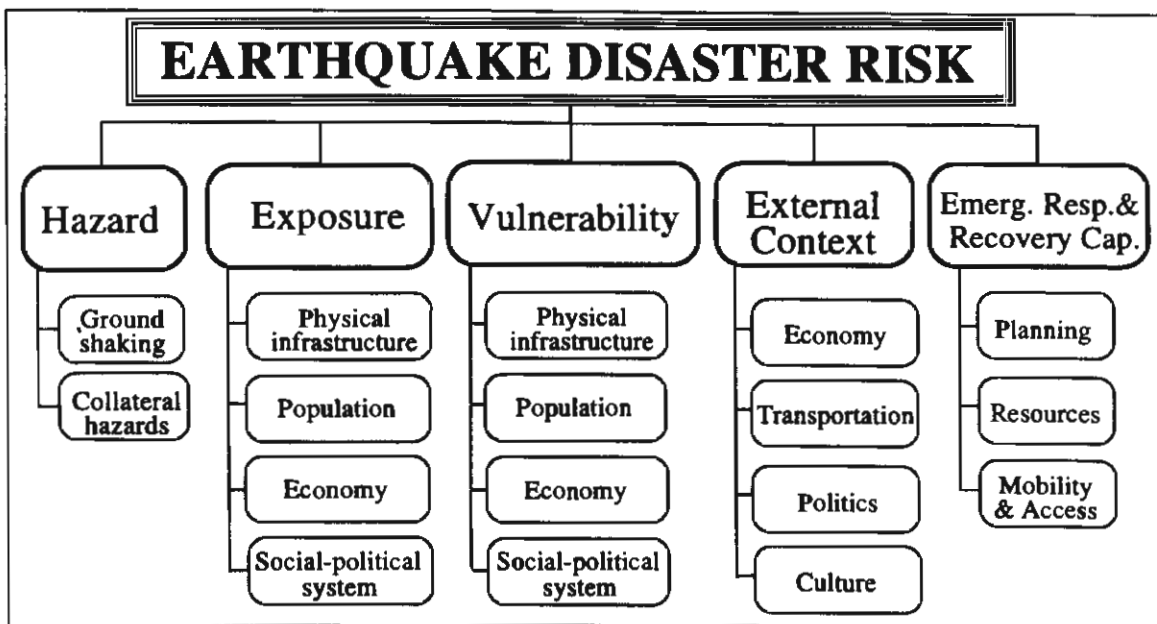 EARTHQUAKE DISASTER RISK
Hazard
Ground
shaking
Collateral
hazards
Exposure
Physical
infrastructure
Population
Economy
Social-political
system
Vulnerability
Physical
infrastructure
Population
Economy
Social-political
system
External
Context
Economy
Transportation
Politics
Culture
Emerg. Resp.&
Recovery Cap.
Planning
Resources
Mobility
& Access